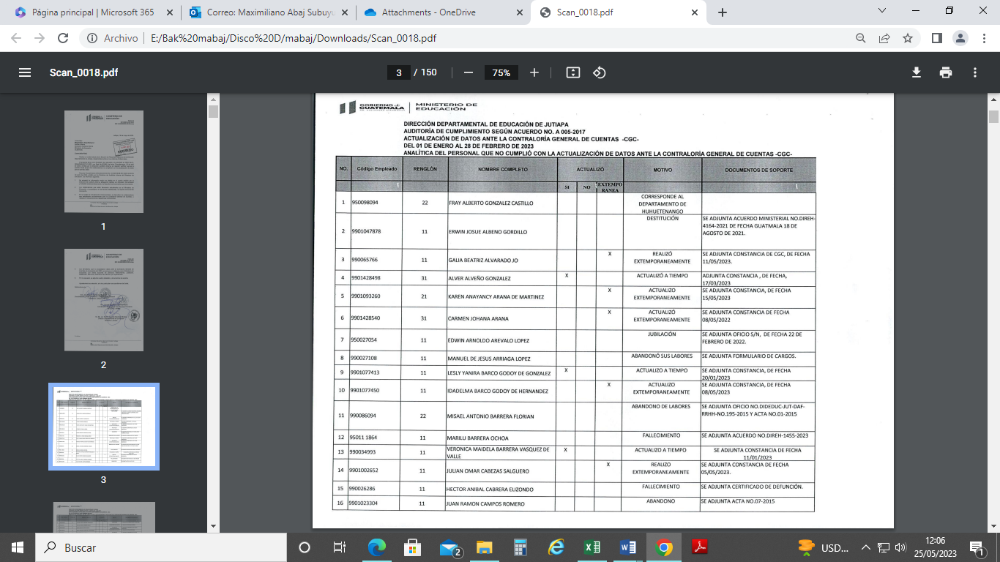 Página principal | Microsoft 365
Correo: Maximiliano Abaj Subuyu
Attachments - OneDrive
Scan_0018.pdf
Archivo
E:/Bak%20mabaj/Disco%20D/mabaj/Downloads/Scan_0018.pdf
Scan_0018.pdf
3 / 150
75%
GOBIERNO de GUATEMALA | MINISTERIO DE EDUCACIÓN
DIRECCIÓN DEPARTAMENTAL DE EDUCACIÓN DE JUTIAPA
AUDITORÍA DE CUMPLIMIENTO SEGÚN ACUERDO NO. A 005-2017
ACTUALIZACIÓN DE DATOS ANTE LA CONTRALORÍA GENERAL DE CUENTAS -CGC-
DEL 01 DE ENERO AL 28 DE FEBRERO DE 2023
ANALÍTICA DEL PERSONAL QUE NO CUMPLIÓ CON LA ACTUALIZACIÓN DE DATOS ANTE LA CONTRALORÍA GENERAL DE CUENTAS -CGC-
NO. Código Empleado RENGLÓN NOMBRE COMPLETO ACTUALIZÓ MOTIVO DOCUMENTOS DE SOPORTE
SI NO EXTEMPO
RANEA
1 950098094 22 FRAY ALBERTO GONZALEZ CASTILLO CORRESPONDE AL
DEPARTAMENTO DE
HUHUETENANGO
2 9901047878 11 ERWIN JOSUE ALBENO GORDILLO DESTITUCIÓN SE ADJUNTA ACUERDO MINISTERIAL NO.DIREH-
4164-2021 DE FECHA GUATMALA 18 DE
AGOSTO DE 2021.
3 990065766 11 GALIA BEATRIZ ALVARADO JO X REALIZÓ SE ADJUNTA CONSTANCIA DE CGC, DE FECHA
EXTEMPORANEAMENTE 11/05/2023.
4 9901428498 31 ALVER ALVEÑO GONZALEZ X ACTUALIZÓ A TIEMPO ADJUNTA CONSTANCIA , DE FECHA,
17/03/2023
5 9901093260 21 KAREN ANAYANCY ARANA DE MARTINEZ X ACTUALIZO SE ADJUNTA CONSTANCIA, DE FECHA
EXTEMPORANEAMENTE 15/05/2023
6 9901428540 31 CARMEN JOHANA ARANA X ACTUALIZÓ SE ADJUNTA CONSTANCIA DE FECHA
EXTEMPORANEAMENTE 08/05/2022
7 950027054 11 EDWIN ARNOLDO AREVALO LOPEZ JUBILACIÓN SE ADJUNTA OFICIO S/N, DE FECHA 22 DE
FEBRERO DE 2022.
8 990027108 11 MANUEL DE JESUS ARRIAGA LOPEZ ABANDONÓ SUS LABORES SE ADJUNTA FORMULARIO DE CARGOS.
9 9901077413 11 LESLY YANIRA BARCO GODOY DE GONZALEZ X ACTUALIZO A TIEMPO SE ADJUNTA CONSTANCIA, DE FECHA
20/01/2023
10 9901077450 11 IDADELMA BARCO GODOY DE HERNANDEZ X ACTUALIZO SE ADJUNTA CONSTANCIA, DE FECHA
EXTEMPORANEAMENTE 08/05/2023
11 990086094 22 MISAEL ANTONIO BARRERA FLORIAN ABANDONO DE LABORES SE ADJUNTA OFICIO NO.DIDEDUC-JUT-DAF-
RRHH-NO.195-2015 Y ACTA NO.01-2015
12 95011 1864 11 MARILU BARRERA OCHOA FALLECIMIENTO SE ADJUNTA ACUERDO NO.DIREH-1455-2023
13 990034993 11 VERONICA MAIDELA BARRERA VASQUEZ DE
VALLE X ACTUALIZO A TIEMPO SE ADJUNTA CONSTANCIA DE FECHA
11/01/2023
14 9901002652 11 JULIAN OMAR CABEZAS SALGUERO X REALIZO SE ADJUNTA CONSTANCIA DE FECHA
EXTEMPORANEAMENTE 05/05/2023.
15 990026286 11 HECTOR ANIBAL CABRERA ELIZONDO FALLECIMIENTO SE ADJUNTA CERTIFICADO DE DEFUNCIÓN.
16 9901023304 11 JUAN RAMON CAMPOS ROMERO ABANDONO SE ADJUNTA ACTA NO.07-2015
1
2
3
Buscar
2
USD...
12:06
25/05/2023
1